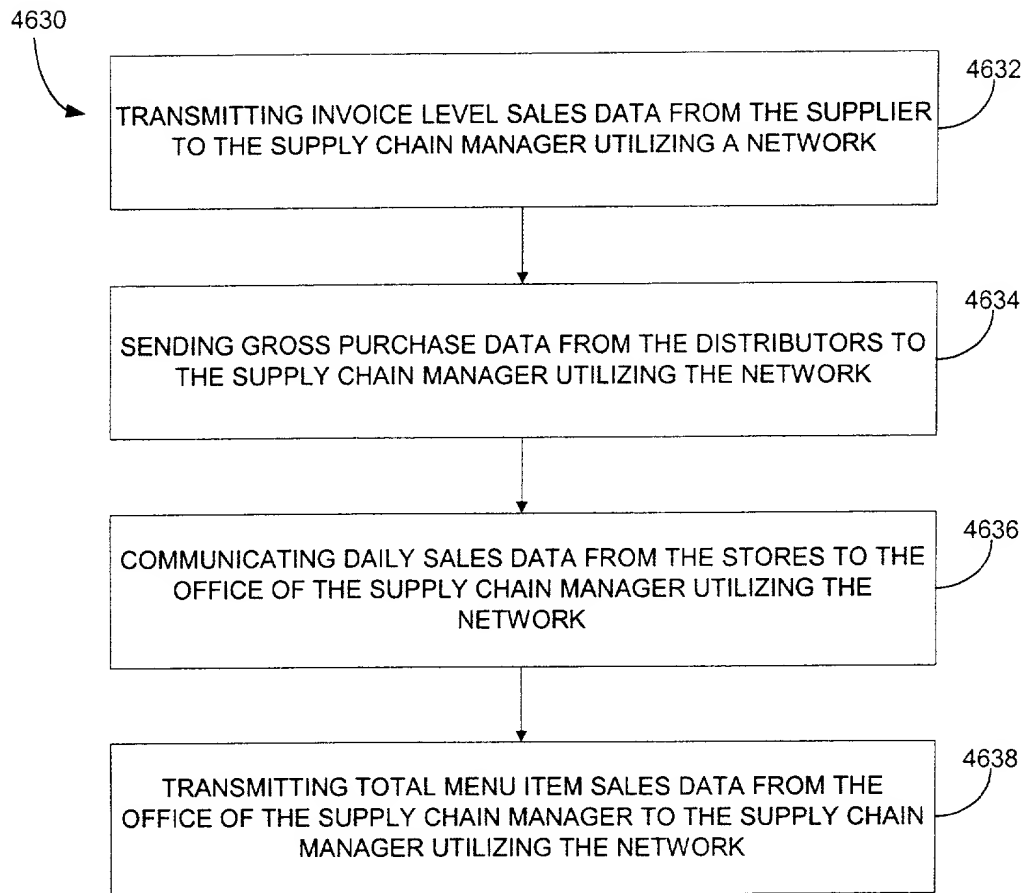 4630
4632
TRANSMITTING INVOICE LEVEL SALES DATA FROM THE SUPPLIER
TO THE SUPPLY CHAIN MANAGER UTILIZING A NETWORK
4634
SENDING GROSS PURCHASE DATA FROM THE DISTRIBUTORS TO
THE SUPPLY CHAIN MANAGER UTILIZING THE NETWORK
4636
COMMUNICATING DAILY SALES DATA FROM THE STORES TO THE
OFFICE OF THE SUPPLY CHAIN MANAGER UTILIZING THE
NETWORK
4638
TRANSMITTING TOTAL MENU ITEM SALES DATA FROM THE
OFFICE OF THE SUPPLY CHAIN MANAGER TO THE SUPPLY CHAIN
MANAGER UTILIZING THE NETWORK